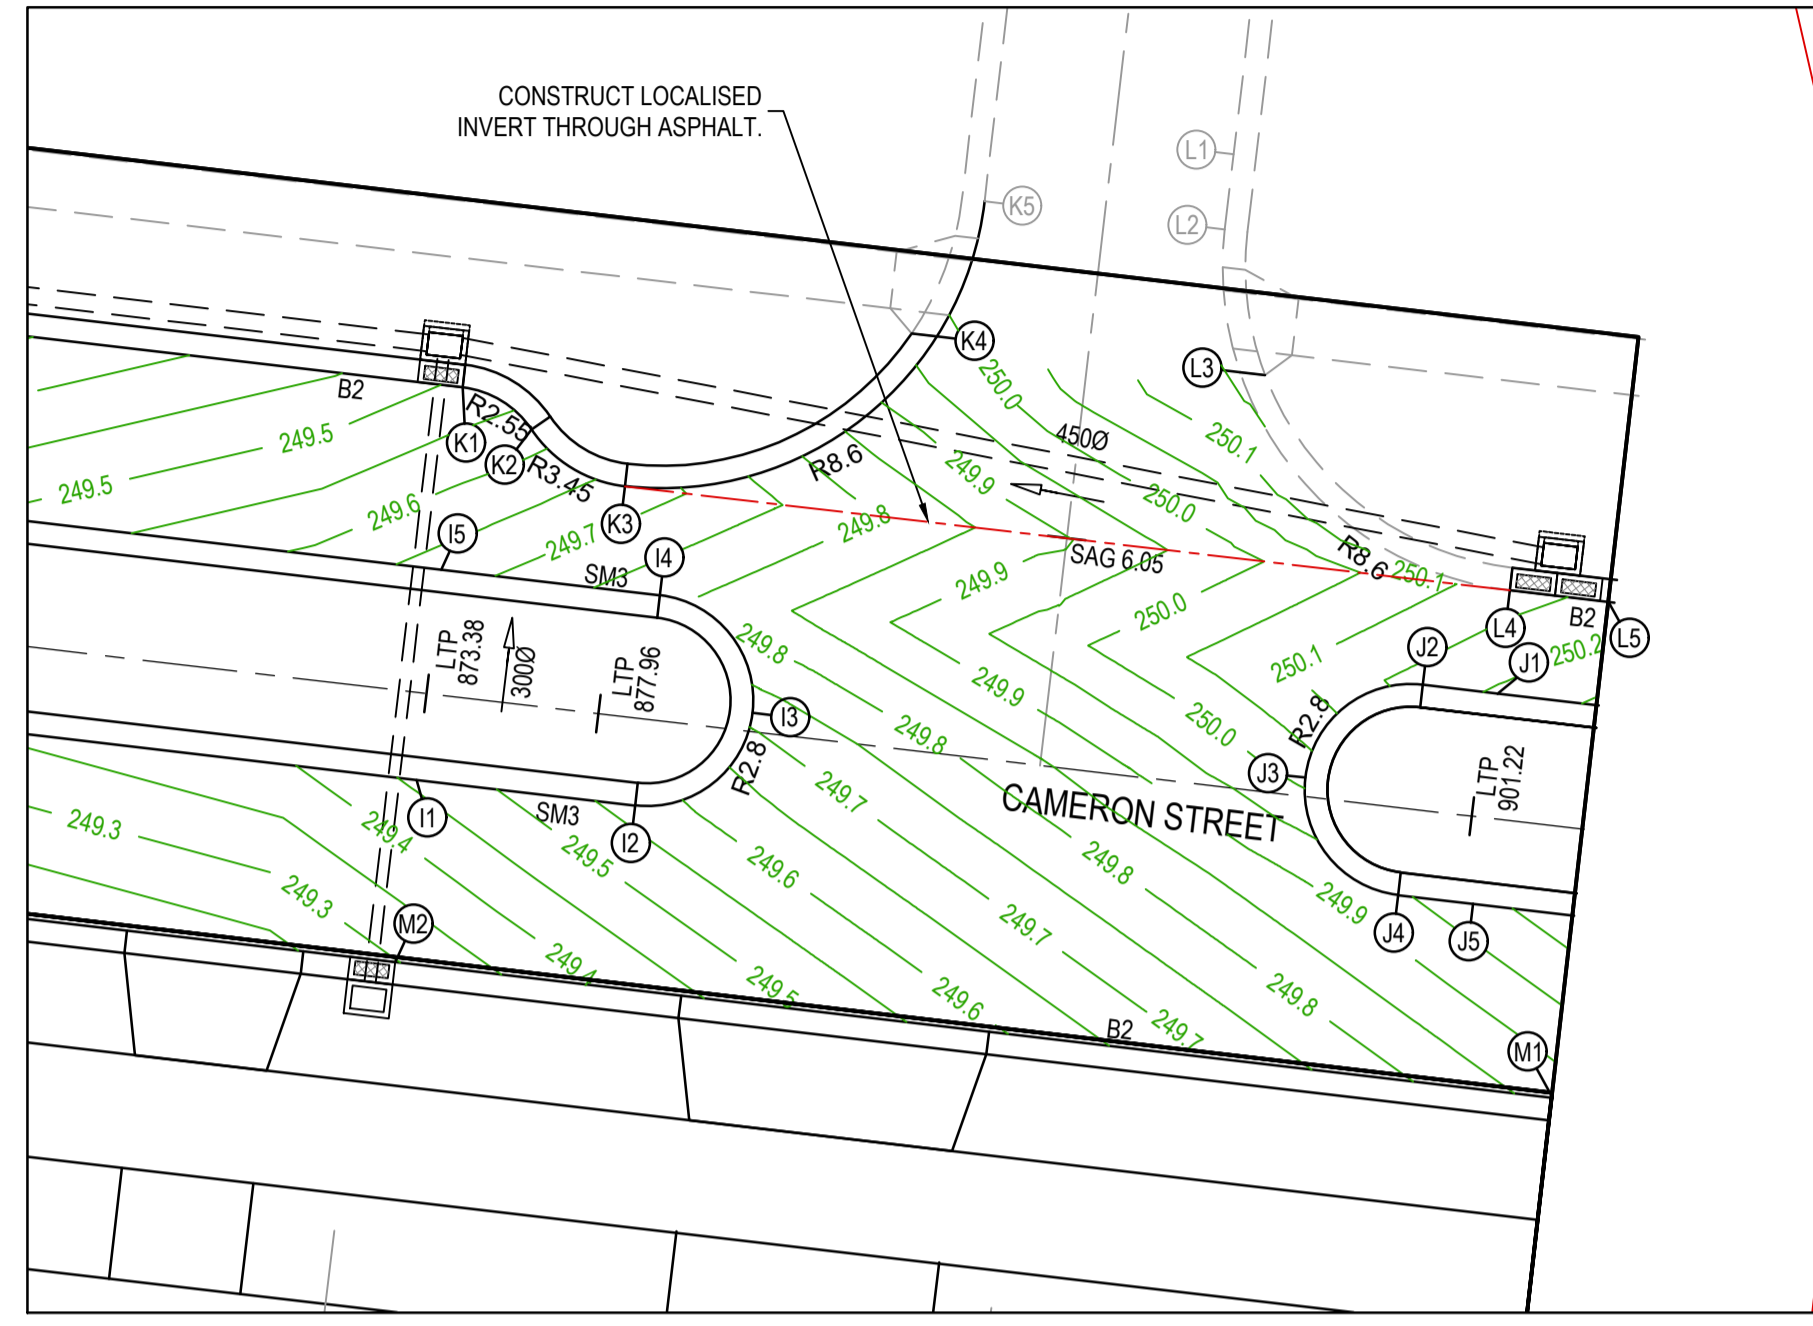 CONSTRUCT LOCALISED
INVERT THROUGH ASPHALT.
L1
K5
L2
K4
L3
250.0
B2
R2.55
K1
249.5
250.1
450Ø
K2
R3.45
R8.6
249.9
249.5
250.0
249.6
K3
249.8
I5
249.7
I4
SAG 6.05
R8.6
250.1
SM3
249.9
250.0
B2
L4
L5
LTP
873.38
300Ø
LTP
877.96
249.8
250.1
J2
J1
250.2
249.9
I3
249.8
250.0
R2.8
R2.8
J3
LTP
901.22
249.7
CAMERON STREET
I1
SM3
I2
249.3
249.4
249.5
249.6
249.8
249.3
249.9
M2
249.7
J4
J5
249.4
249.5
249.6
249.8
B2
249.7
M1